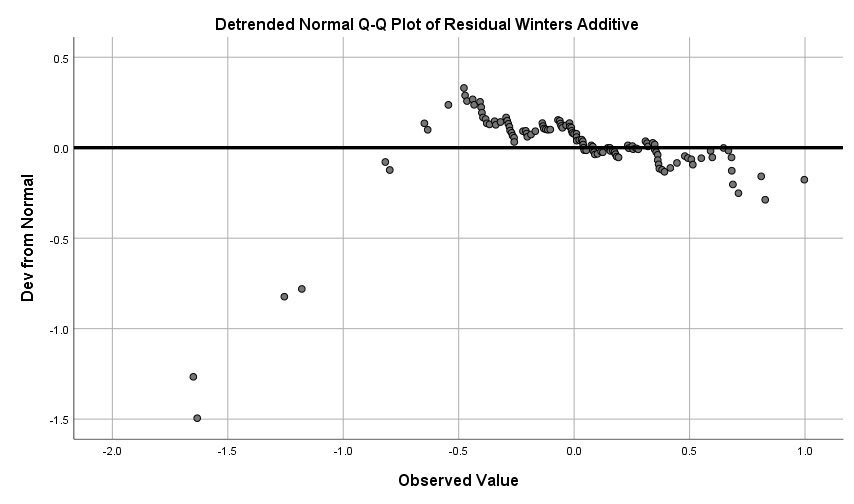 Detrended Normal Q-Q Plot of Residual Winters Additive
0.5
0.0
-0.5
-1.0
-1.5
Dev from Normal
-2.0 -1.5 -1.0 -0.5 0.0 0.5 1.0
Observed Value